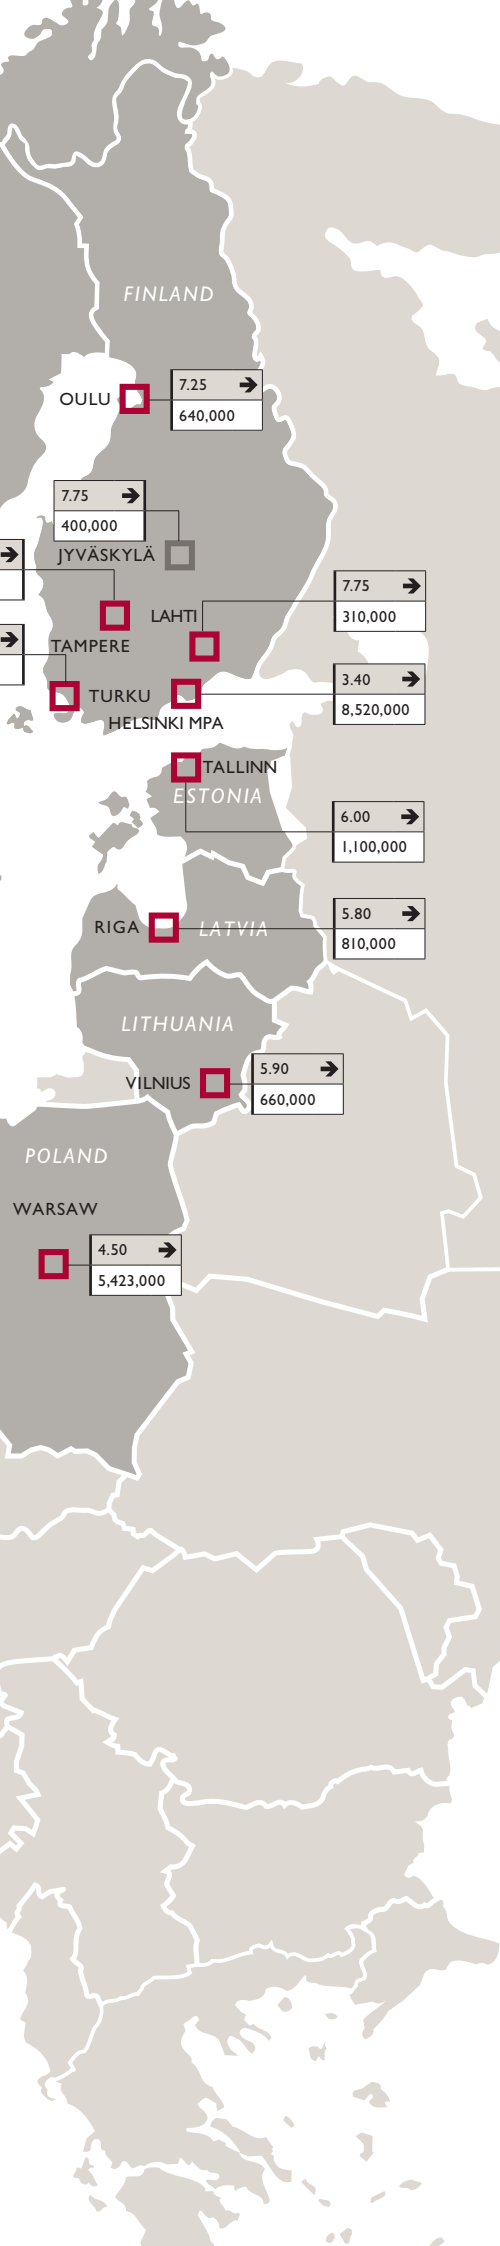 FINLAND
OULU
7.25
640,000
7.75
400,000
JYVÄSKYLÄ
7.75
310,000
LAHTI
TAMPERE
3.40
8,520,000
TURKU
HELSINKI MPA
TALLINN
ESTONIA
6.00
1,100,000
5.80
810,000
RIGA
LATVIA
LITHUANIA
5.90
660,000
VILNIUS
POLAND
WARSAW
4.50
5,423,000